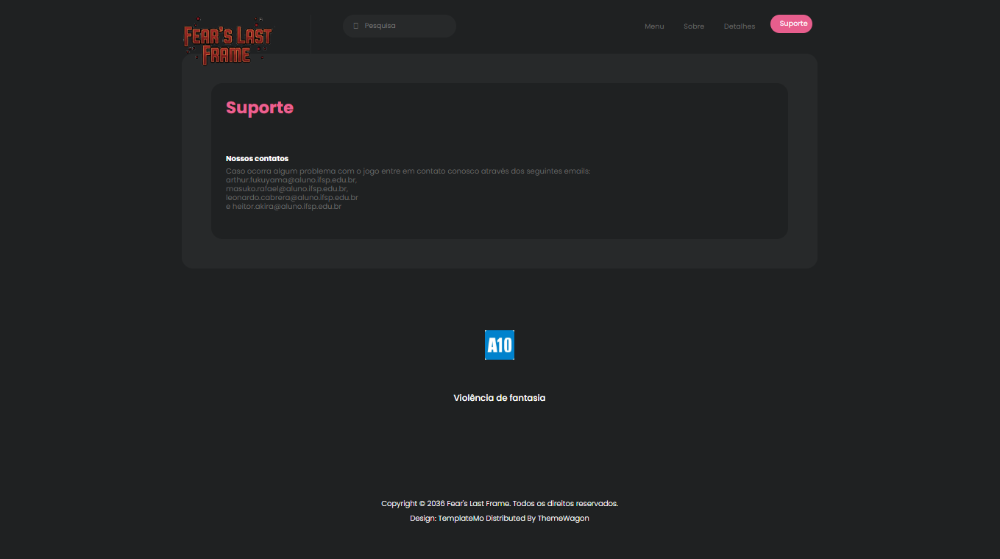 FEAR'S LAST
FRAME
Pesquisa
Menu
Sobre
Detalhes
Suporte
Suporte
Nossos contatos
Caso ocorra algum problema com o jogo entre em contato conosco através dos seguintes emails:
arthur.fukuyama@aluno.ifsp.edu.br,
masuko.rafael@aluno.ifsp.edu.br,
leonardo.cabrera@aluno.ifsp.edu.br
e heitor.akira@aluno.ifsp.edu.br
A10
Violência de fantasia
Copyright © 2036 Fear's Last Frame. Todos os direitos reservados.
Design: TemplateMo Distributed By ThemeWagon